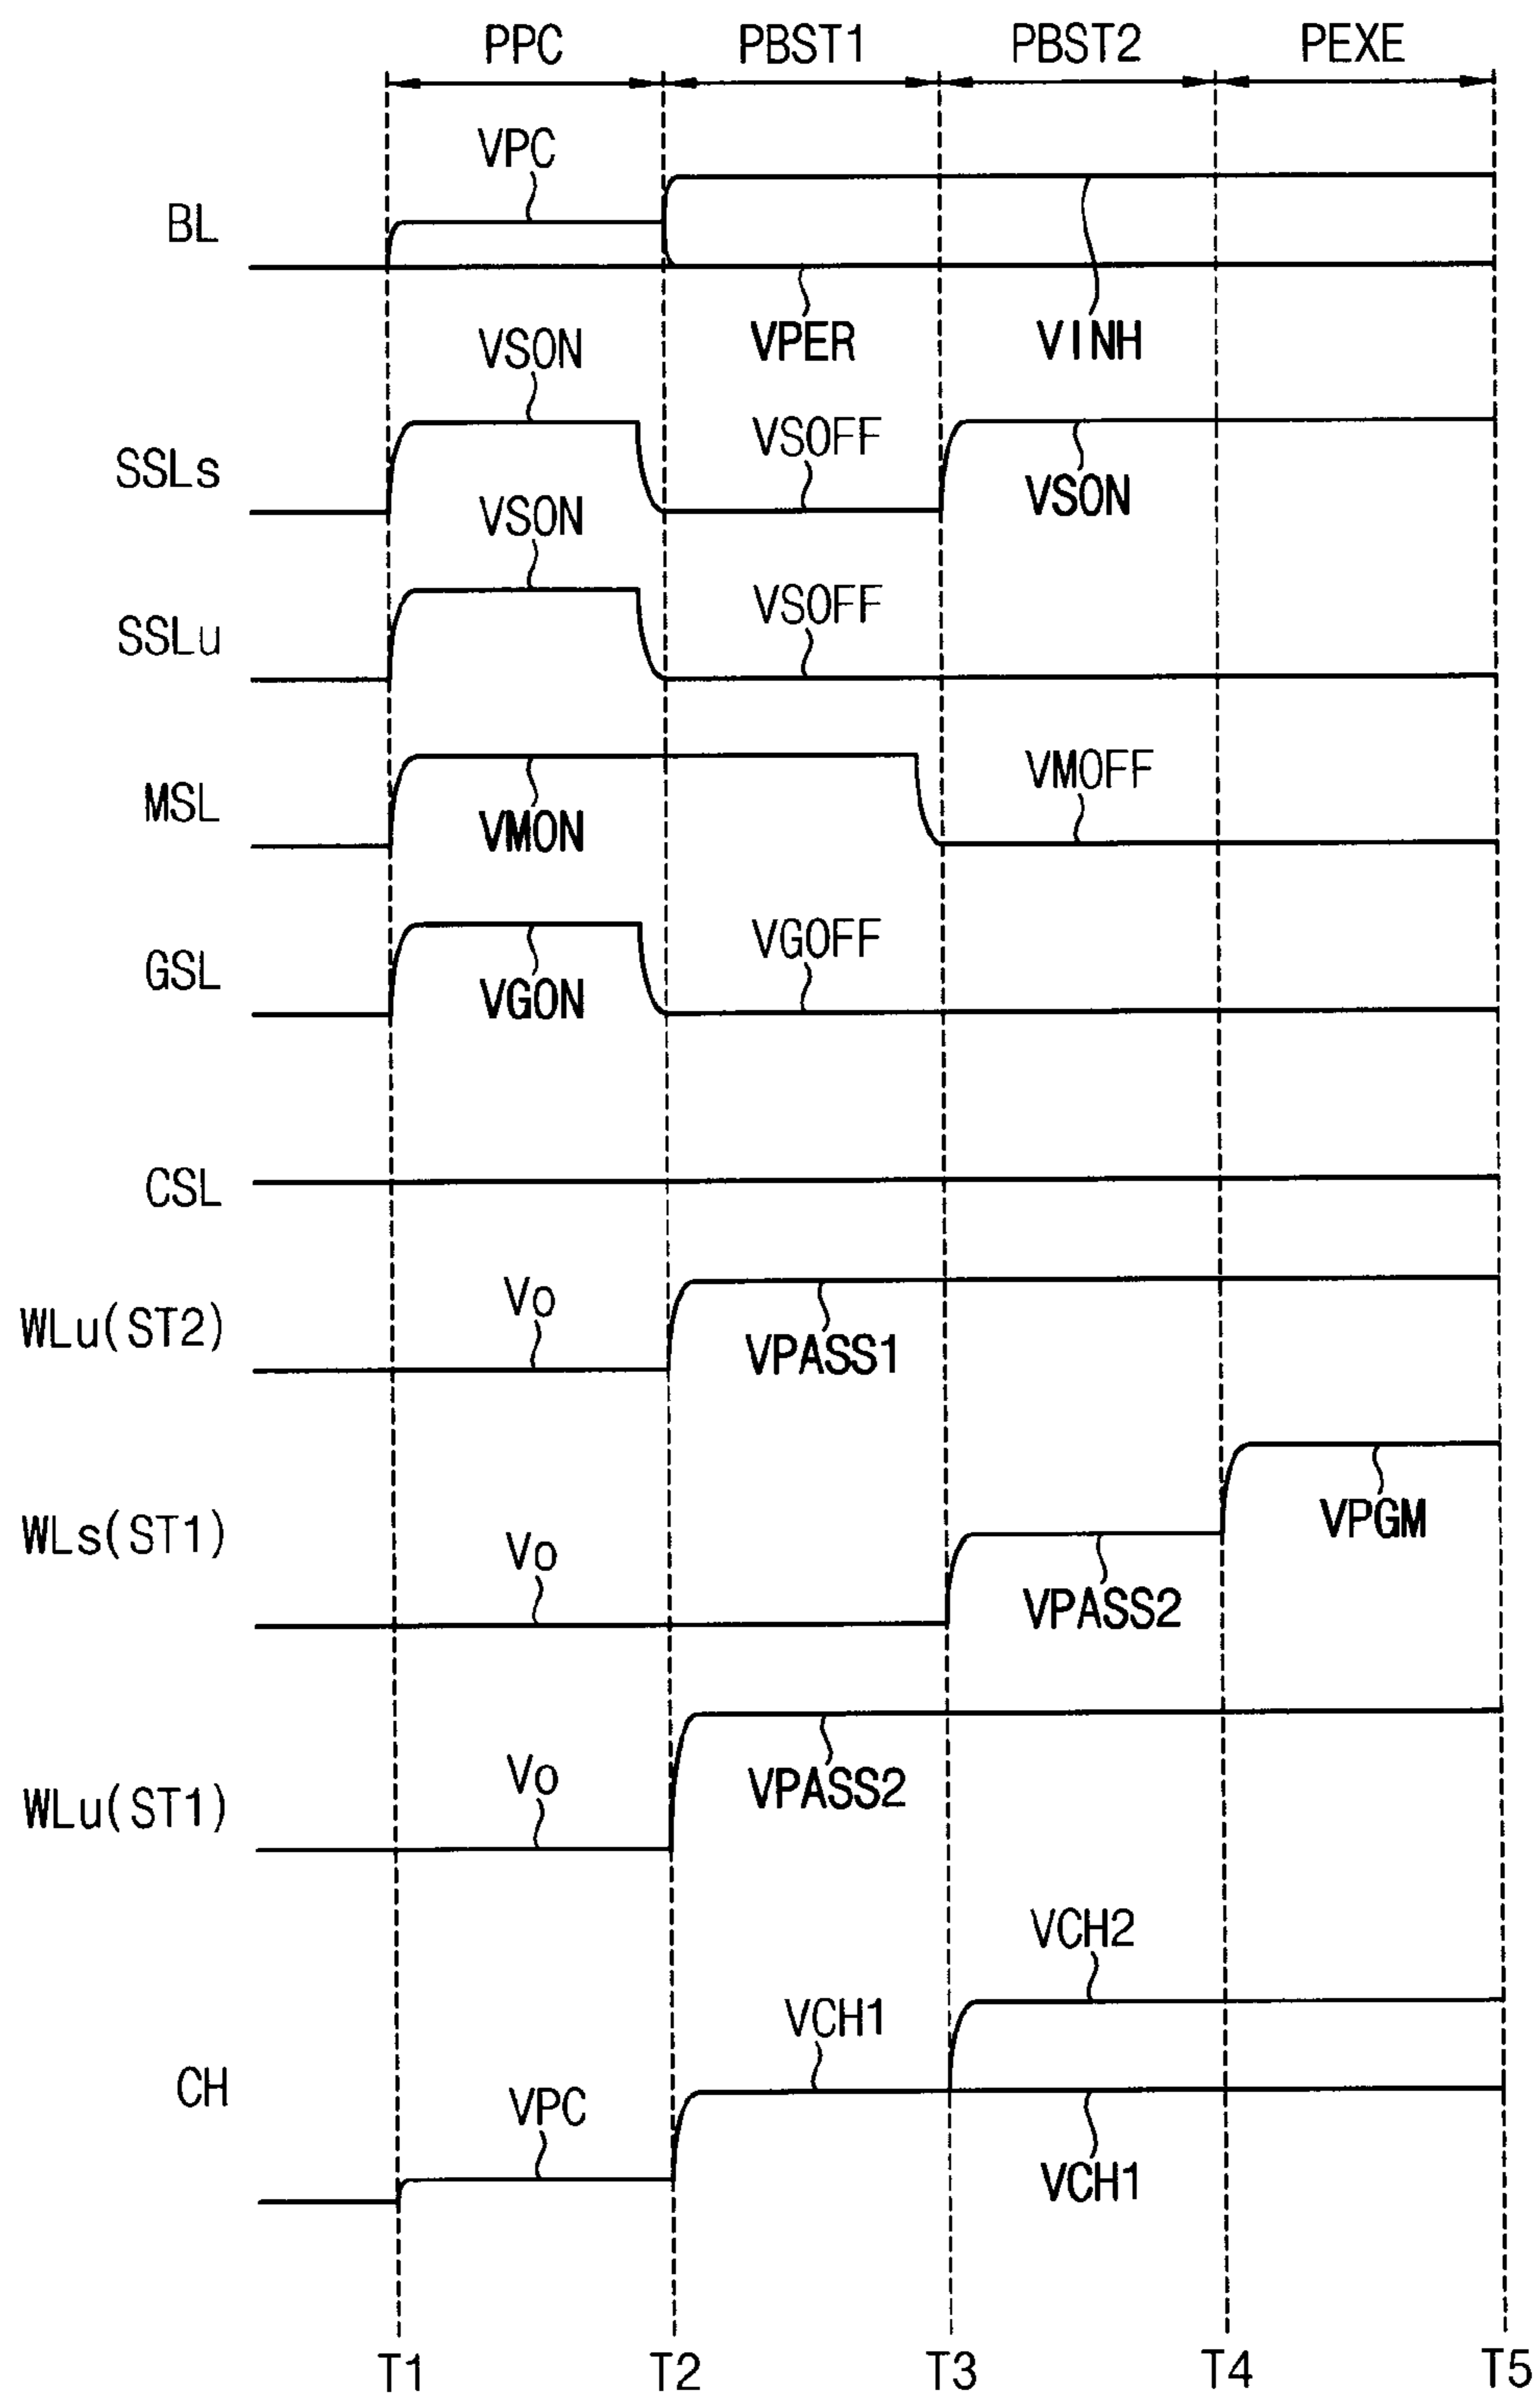 PPC PBST1 PBST2 PEXE
VPC
BL
VPER VINH
VSON
VSOFF
SSLs
VSON
VSON
VSOFF
SSLu
VMOFF
MSL
VMON
VGOFF
GSL
VGON
CSL
Vo
WLu(ST2)
VPASS1
VPGM
WLs(ST1)
Vo
VPASS2
Vo
VPASS2
WLu(ST1)
VCH2
VCH1
CH
VPC
VCH1
T1 T2 T3 T4 T5